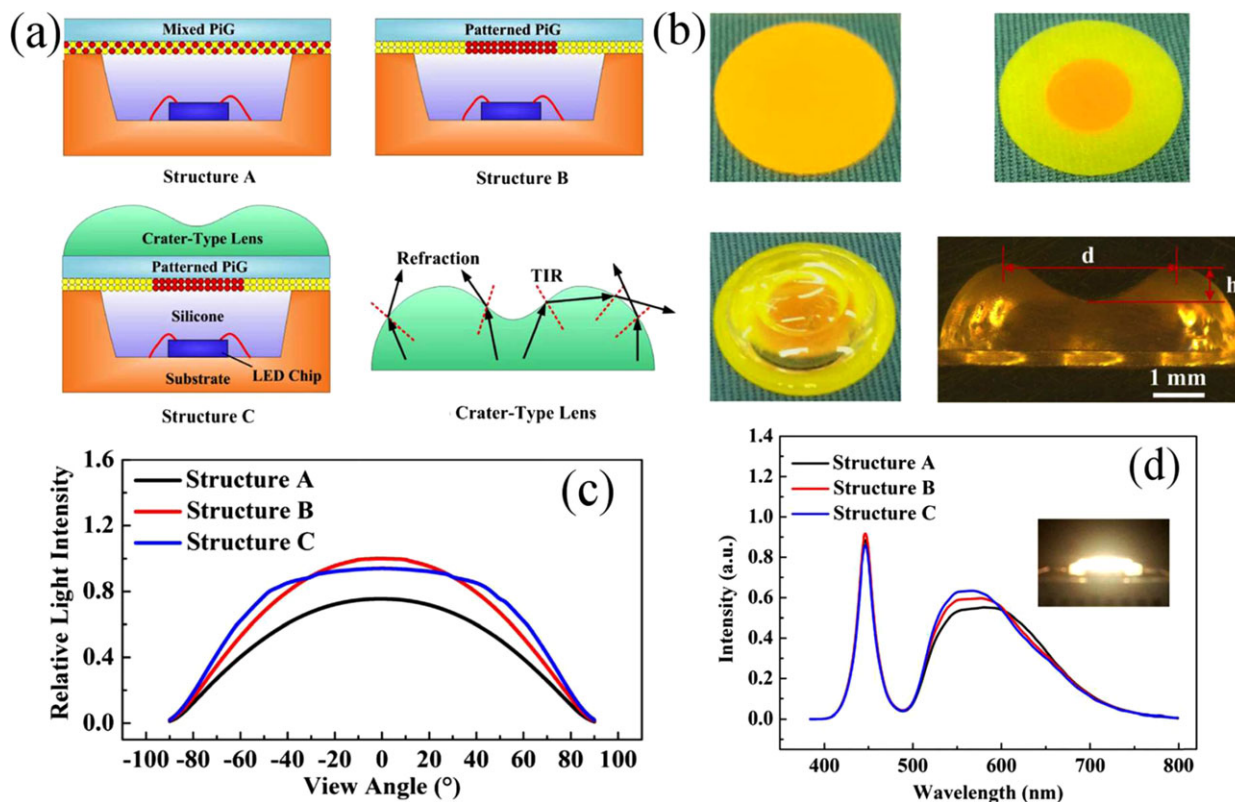 (a)
Mixed PiG
Structure A
Patterned PiG
Structure B
Crater-Type Lens
Patterned PiG
Silicone
LED Chip
Substrate
Structure C
Refraction
TIR
Crater-Type Lens
(b)
d
h
1 mm
(c)
Structure A
Structure B
Structure C
Relative Light Intensity
1.6
1.2
0.8
0.4
0.0
-100 -80 -60 -40 -20 0 20 40 60 80 100
View Angle (°)
(d)
Structure A
Structure B
Structure C
Intensity (a.u.)
1.4
1.2
1.0
0.8
0.6
0.4
0.2
0.0
400 500 600 700 800
Wavelength (nm)